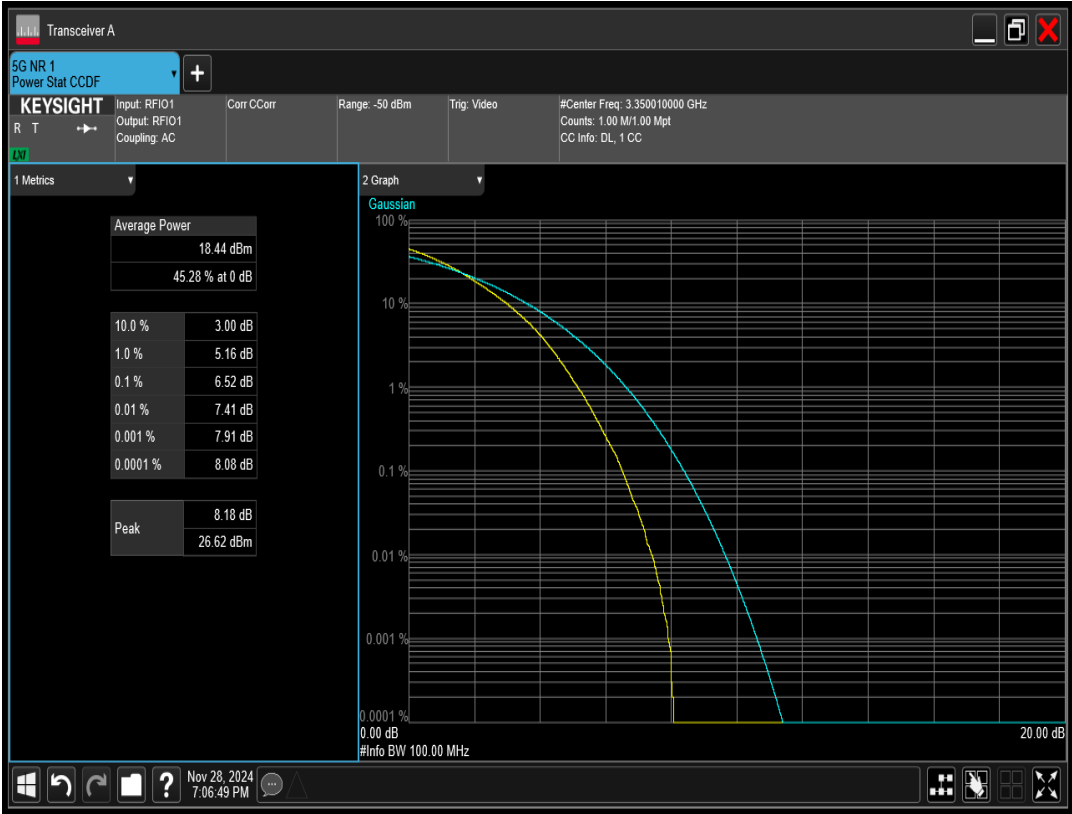 Transceiver A
5G NR 1
Power Stat CCDF
KEYSIGHT
R T
LXI
Input: RFIO1
Output: RFIO1
Coupling: AC
Corr CCorr
Range: -50 dBm
Trig: Video
#Center Freq: 3.350010000 GHz
Counts: 1.00 M/1.00 Mpt
CC Info: DL, 1 CC
1 Metrics
Average Power
18.44 dBm
45.28 % at 0 dB
10.0 % 3.00 dB
1.0 % 5.16 dB
0.1 % 6.52 dB
0.01 % 7.41 dB
0.001 % 7.91 dB
0.0001 % 8.08 dB
Peak
8.18 dB
26.62 dBm
2 Graph
Gaussian
100 %
10 %
1 %
0.1 %
0.01 %
0.001 %
0.0001 %
0.00 dB 20.00 dB
#Info BW 100.00 MHz
?
Nov 28, 2024
7:06:49 PM